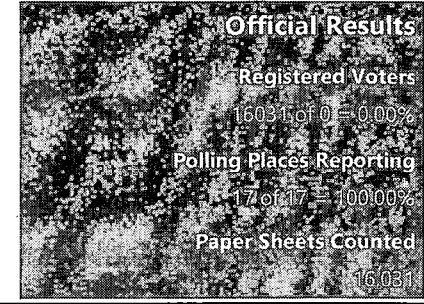 Official Results
Registered Voters
16031 of 0 = 0.00%
Polling Places Reporting
17 of 17 = 100.00%
Paper Sheets Counted
16,031